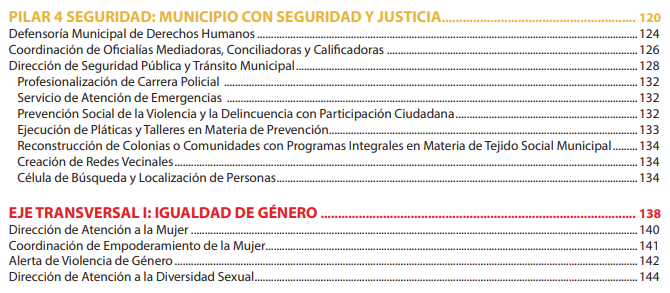 PILAR 4 SEGURIDAD: MUNICIPIO CON SEGURIDAD Y JUSTICIA ........ 120
Defensoría Municipal de Derechos Humanos ........ 124
Coordinación de Oficialías Mediadoras, Conciliadoras y Calificadoras ........ 126
Dirección de Seguridad Pública y Tránsito Municipal ........ 128
Profesionalización de Carrera Policial ........ 132
Servicio de Atención de Emergencias ........ 132
Prevención Social de la Violencia y la Delincuencia con Participación Ciudadana ........ 132
Ejecución de Pláticas y Talleres en Materia de Prevención ........ 133
Reconstrucción de Colonias o Comunidades con Programas Integrales en Materia de Tejido Social Municipal ........ 134
Creación de Redes Vecinales ........ 134
Célula de Búsqueda y Localización de Personas ........ 134
EJE TRANSVERSAL I: IGUALDAD DE GÉNERO ........ 138
Dirección de Atención a la Mujer ........ 140
Coordinación de Empoderamiento de la Mujer ........ 141
Alerta de Violencia de Género ........ 142
Dirección de Atención a la Diversidad Sexual ........ 144